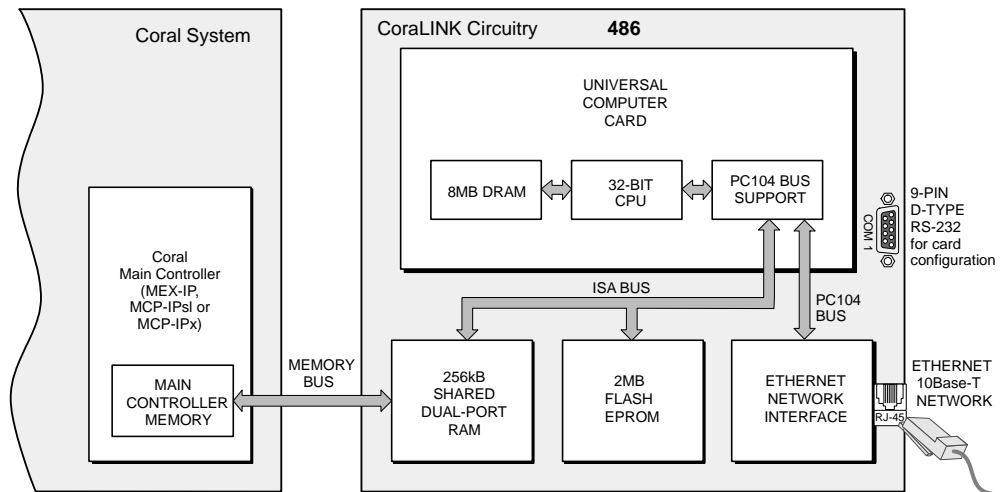 Coral System
CoraLINK Circuitry 486
UNIVERSAL
COMPUTER
CARD
8MB DRAM
32-BIT
CPU
PC104 BUS
SUPPORT
COM 1
9-PIN
D-TYPE
RS-232
for card
configuration
Coral
Main Controller
(MEX-IP,
MCP-IPsl or
MCP-IPx)
ISA BUS
PC104
BUS
MEMORY
BUS
MAIN
CONTROLLER
MEMORY
256kB
SHARED
DUAL-PORT
RAM
2MB
FLASH
EPROM
ETHERNET
NETWORK
INTERFACE
RJ-45
ETHERNET
10Base-T
NETWORK